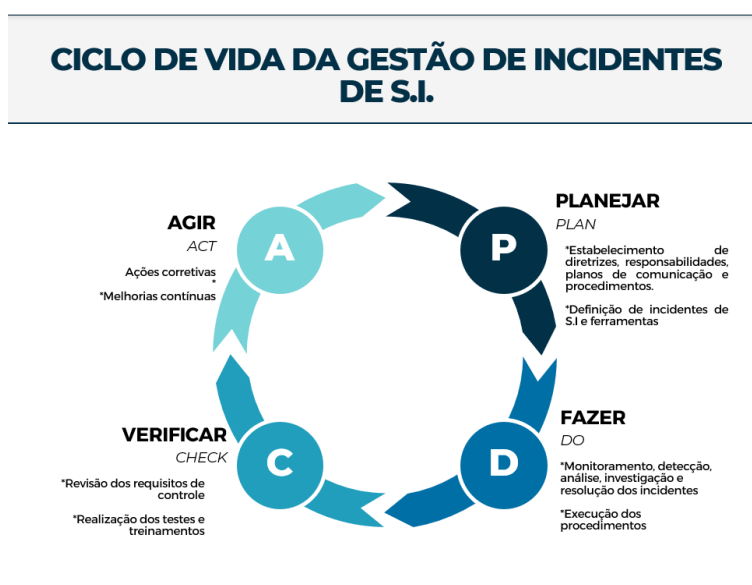 CICLO DE VIDA DA GESTÃO DE INCIDENTES
DE S.I.
A
AGIR
ACT
Ações corretivas
*
*Melhorias contínuas
P
PLANEJAR
PLAN
*Estabelecimento de
diretrizes, responsabilidades,
planos de comunicação e
procedimentos.
*Definição de incidentes de
S.I e ferramentas
C
VERIFICAR
CHECK
*Revisão dos requisitos de
controle
*Realização dos testes e
treinamentos
D
FAZER
DO
*Monitoramento, detecção,
análise, investigação e
resolução dos incidentes
*Execução dos
procedimentos